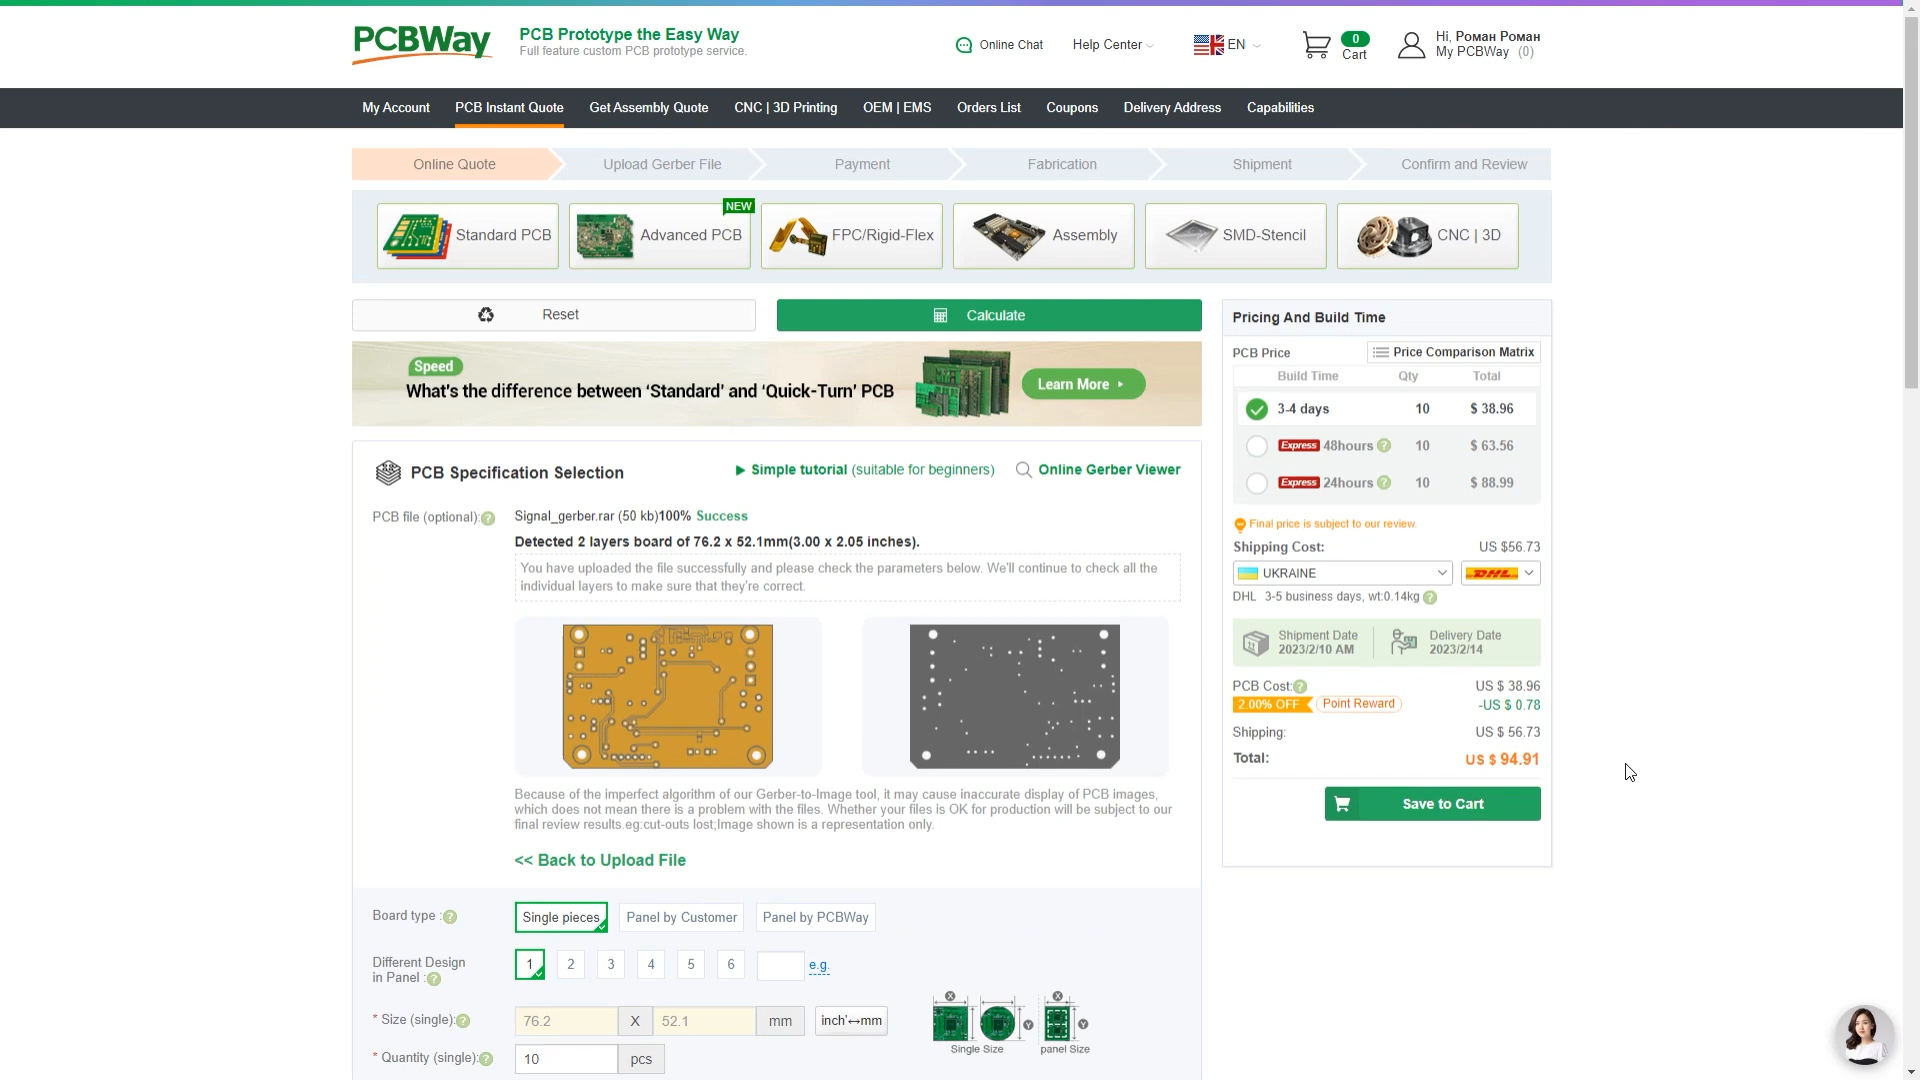 PCBWay
PCB Prototype the Easy Way
Full feature custom PCB prototype service.
Online Chat
Help Center
EN
0
Cart
Hi, Роман Роман
My PCBWay (0)
My Account
PCB Instant Quote
Get Assembly Quote
CNC | 3D Printing
OEM | EMS
Orders List
Coupons
Delivery Address
Capabilities
Online Quote
Upload Gerber File
Payment
Fabrication
Shipment
Confirm and Review
Standard PCB
NEW
Advanced PCB
FPC/Rigid-Flex
Assembly
SMD-Stencil
CNC | 3D
Reset
Calculate
Speed
What's the difference between ‘Standard’ and ‘Quick-Turn’ PCB
Learn More
PCB Specification Selection
Simple tutorial (suitable for beginners)
Online Gerber Viewer
PCB file (optional):?
Signal_gerber.rar (50 kb)100% Success
Detected 2 layers board of 76.2 x 52.1mm(3.00 x 2.05 inches).
You have uploaded the file successfully and please check the parameters below. We'll continue to check all the
individual layers to make sure that they're correct.
Because of the imperfect algorithm of our Gerber-to-Image tool, it may cause inaccurate display of PCB images,
which does not mean there is a problem with the files. Whether your files is OK for production will be subject to our
final review results.eg:cut-outs lost;Image shown is a representation only.
<< Back to Upload File
Board type :?
Single pieces
Panel by Customer
Panel by PCBWay
Different Design
in Panel :?
1
2
3
4
5
6
e.g.
* Size (single):?
76.2
X
52.1
mm
inch'↔mm
X
X
Y
Y
Single Size
panel Size
* Quantity (single):?
10
pcs
Pricing And Build Time
PCB Price
Price Comparison Matrix
Build Time Qty Total
3-4 days 10 $ 38.96
Express 48hours ? 10 $ 63.56
Express 24hours ? 10 $ 88.99
Final price is subject to our review.
Shipping Cost: US $56.73
UKRAINE
DHL
DHL 3-5 business days, wt:0.14kg ?
Shipment Date
2023/2/10 AM
Delivery Date
2023/2/14
PCB Cost:? US $ 38.96
2.00% OFF Point Reward -US $ 0.78
Shipping: US $ 56.73
Total: US $ 94.91
Save to Cart